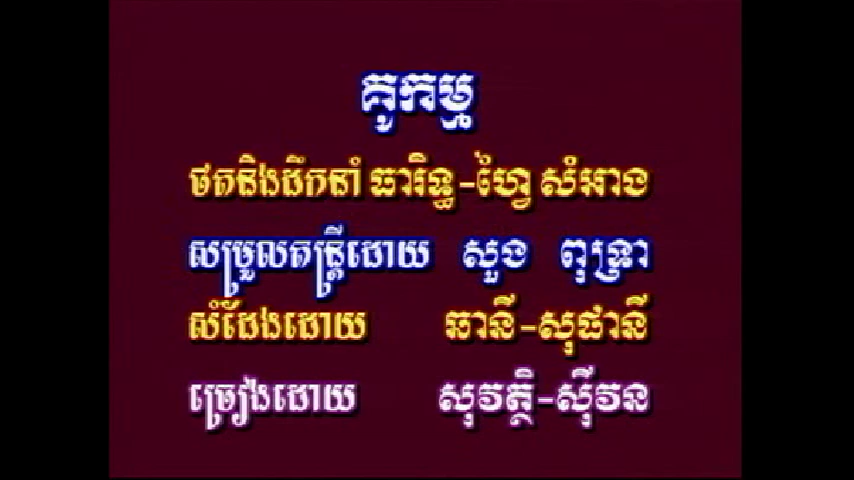 គូកម្ម
ថតនិងដឹកនាំ ធារិទ្ធ-ហ្វៃ សំអាង
សម្រួលតន្ត្រីដោយ សួង ពុទ្រា
សំដែងដោយ ឆានី-សុផានី
ច្រៀងដោយ សុវត្ថិ-ស៊ីវន